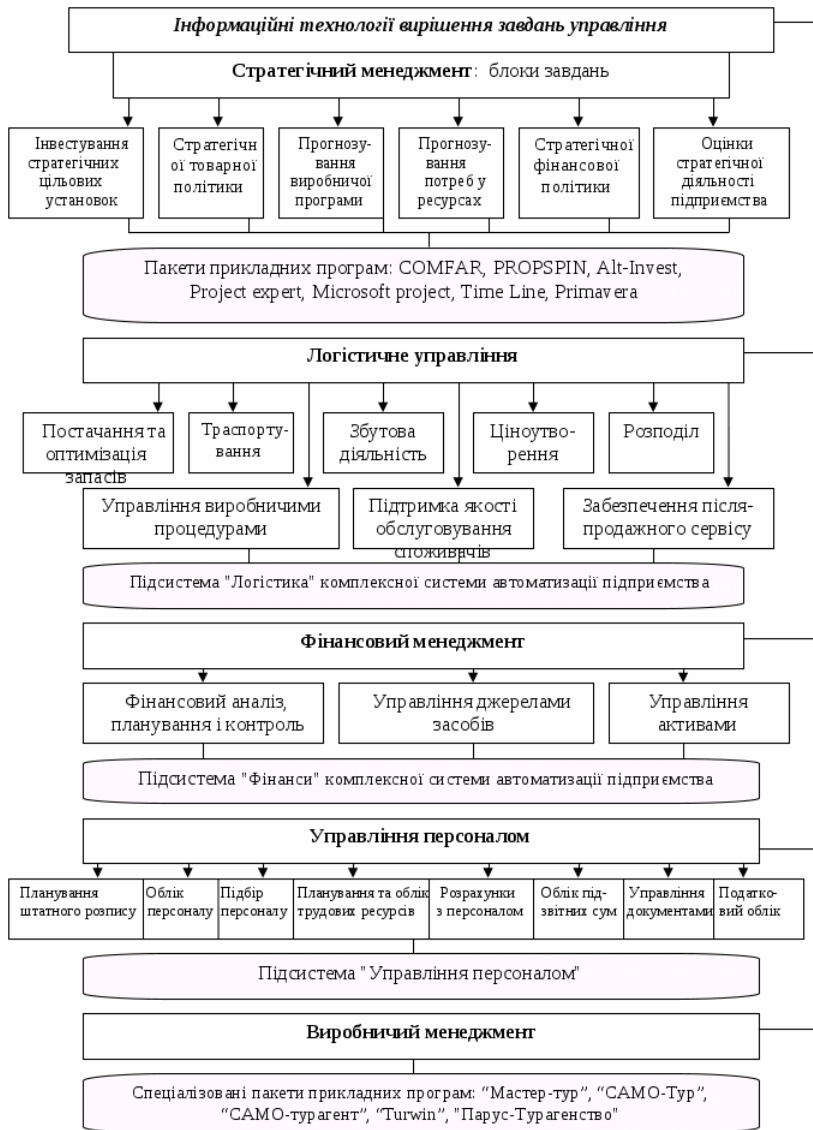 Інформаційні технології вирішення завдань управління
Стратегічний менеджмент: блоки завдань
Інвестування
стратегічних
цільових
установок
Стратегіч
ної товарної
політики
Прогнозу-
вання
виробничої
програми
Прогнозу-
вання
потреб у
ресурсах
Стратегічної
фінансової
політики
Оцінки
стратегічної
діяльності
підприємства
Пакети прикладних програм: COMFAR, PROPSPIN, Alt-Invest,
Project expert, Microsoft project, Time Line, Primavera
Логістичне управління
Постачання та
оптимізація
запасів
Траспорту-
вання
Збутова
діяльність
Ціноутво-
рення
Розподіл
Управління виробничими
процедурами
Підтримка якості
обслуговування
споживачів
Забезпечення після-
продажного сервісу
Підсистема "Логістика" комплексної системи автоматизації підприємства
Фінансовий менеджмент
Фінансовий аналіз,
планування і контроль
Управління джерелами
засобів
Управління
активами
Підсистема "Фінанси" комплексної системи автоматизації підприємства
Управління персоналом
Планування
штатного розпису
Облік
персоналу
Підбір
персоналу
Планування та облік
трудових ресурсів
Розрахунки
з персоналом
Облік під-
звітних сум
Управління
документами
Податко-
вий облік
Підсистема "Управління персоналом"
Виробничий менеджмент
Спеціалізовані пакети прикладних програм: “Мастер-тур”, “САМО-Тур”,
“САМО-турагент”, “Turwin”, "Парус-Турагенство"